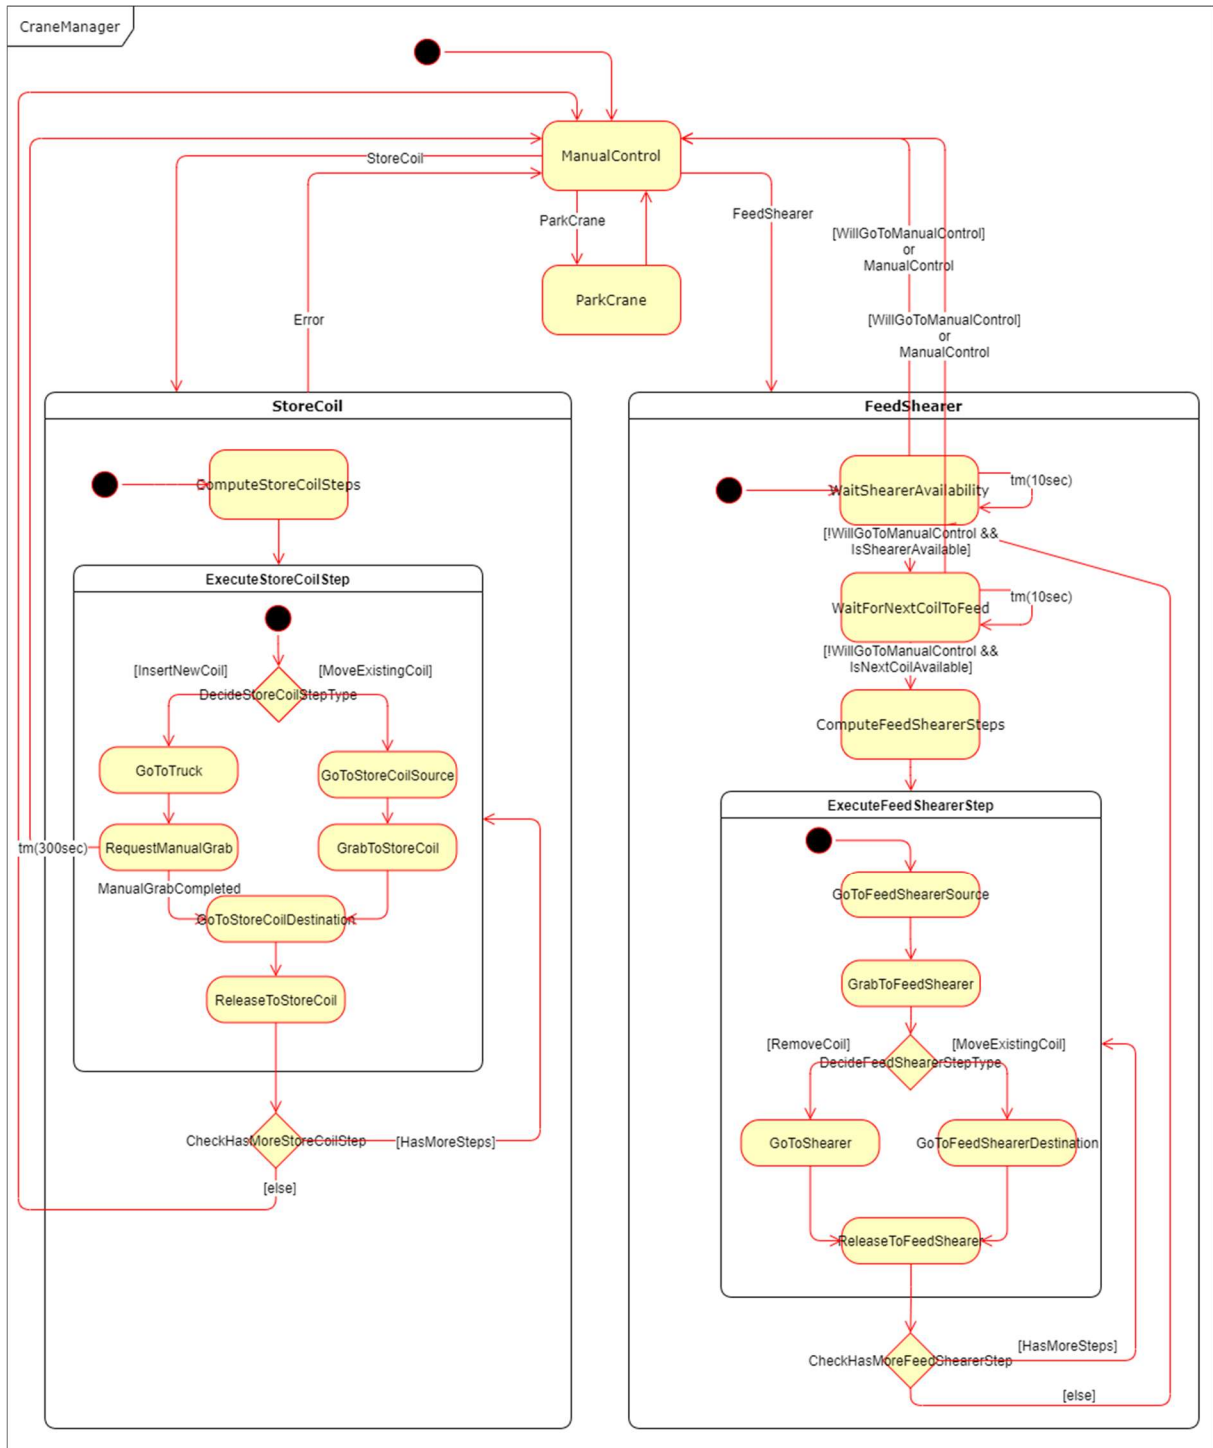 CraneManager
ManualControl
StoreCoil
ParkCrane
FeedShearer
[WillGoToManualControl]
or
ManualControl
ParkCrane
Error
[WillGoToManualControl]
or
ManualControl
StoreCoil
ComputeStoreCoilSteps
ExecuteStoreCoilStep
[InsertNewCoil]
[MoveExistingCoil]
DecideStoreCoilStepType
GoToTruck
GoToStoreCoilSource
tm(300sec)
RequestManualGrab
GrabToStoreCoil
ManualGrabCompleted
GoToStoreCoilDestination
ReleaseToStoreCoil
CheckHasMoreStoreCoilStep
[HasMoreSteps]
[else]
FeedShearer
WaitShearerAvailability
tm(10sec)
[!WillGoToManualControl &&
IsShearerAvailable]
WaitForNextCoilToFeed
tm(10sec)
[!WillGoToManualControl &&
IsNextCoilAvailable]
ComputeFeedShearerSteps
ExecuteFeedShearerStep
GoToFeedShearerSource
GrabToFeedShearer
[RemoveCoil]
[MoveExistingCoil]
DecideFeedShearerStepType
GoToShearer
GoToFeedShearerDestination
ReleaseToFeedShearer
CheckHasMoreFeedShearerStep
[HasMoreSteps]
[else]